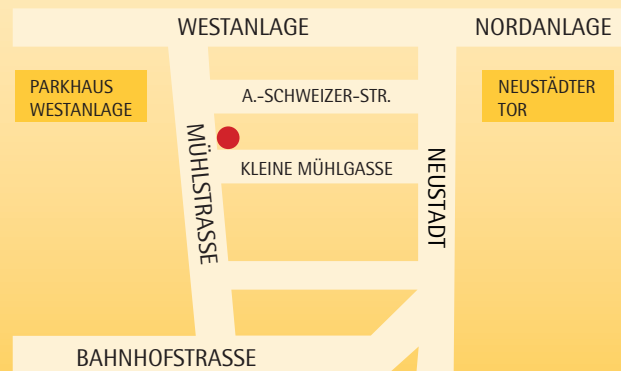 WESTANLAGE
NORDANLAGE
PARKHAUS
WESTANLAGE
A.-SCHWEIZER-STR.
NEUSTÄDTER
TOR
MÜHLSTRASSE
KLEINE MÜHLGASSE
NEUSTADT
BAHNHOFSTRASSE